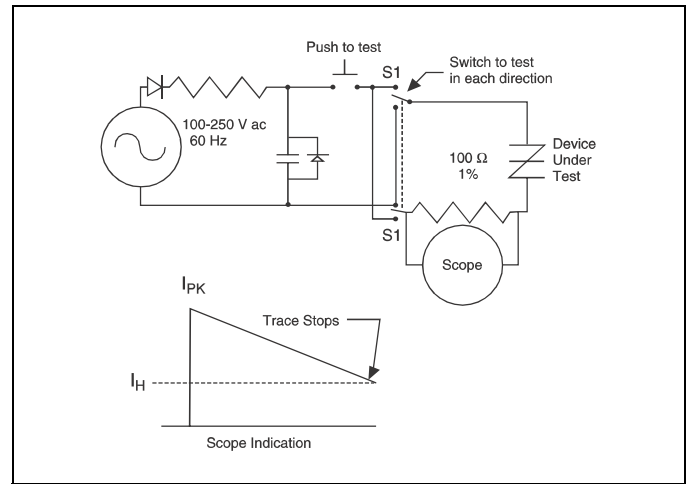 Push to test
S1
Switch to test
in each direction
100-250 V ac
60 Hz
100 Ω
1%
Device
Under
Test
S1
Scope
IPK
Trace Stops
IH
Scope Indication